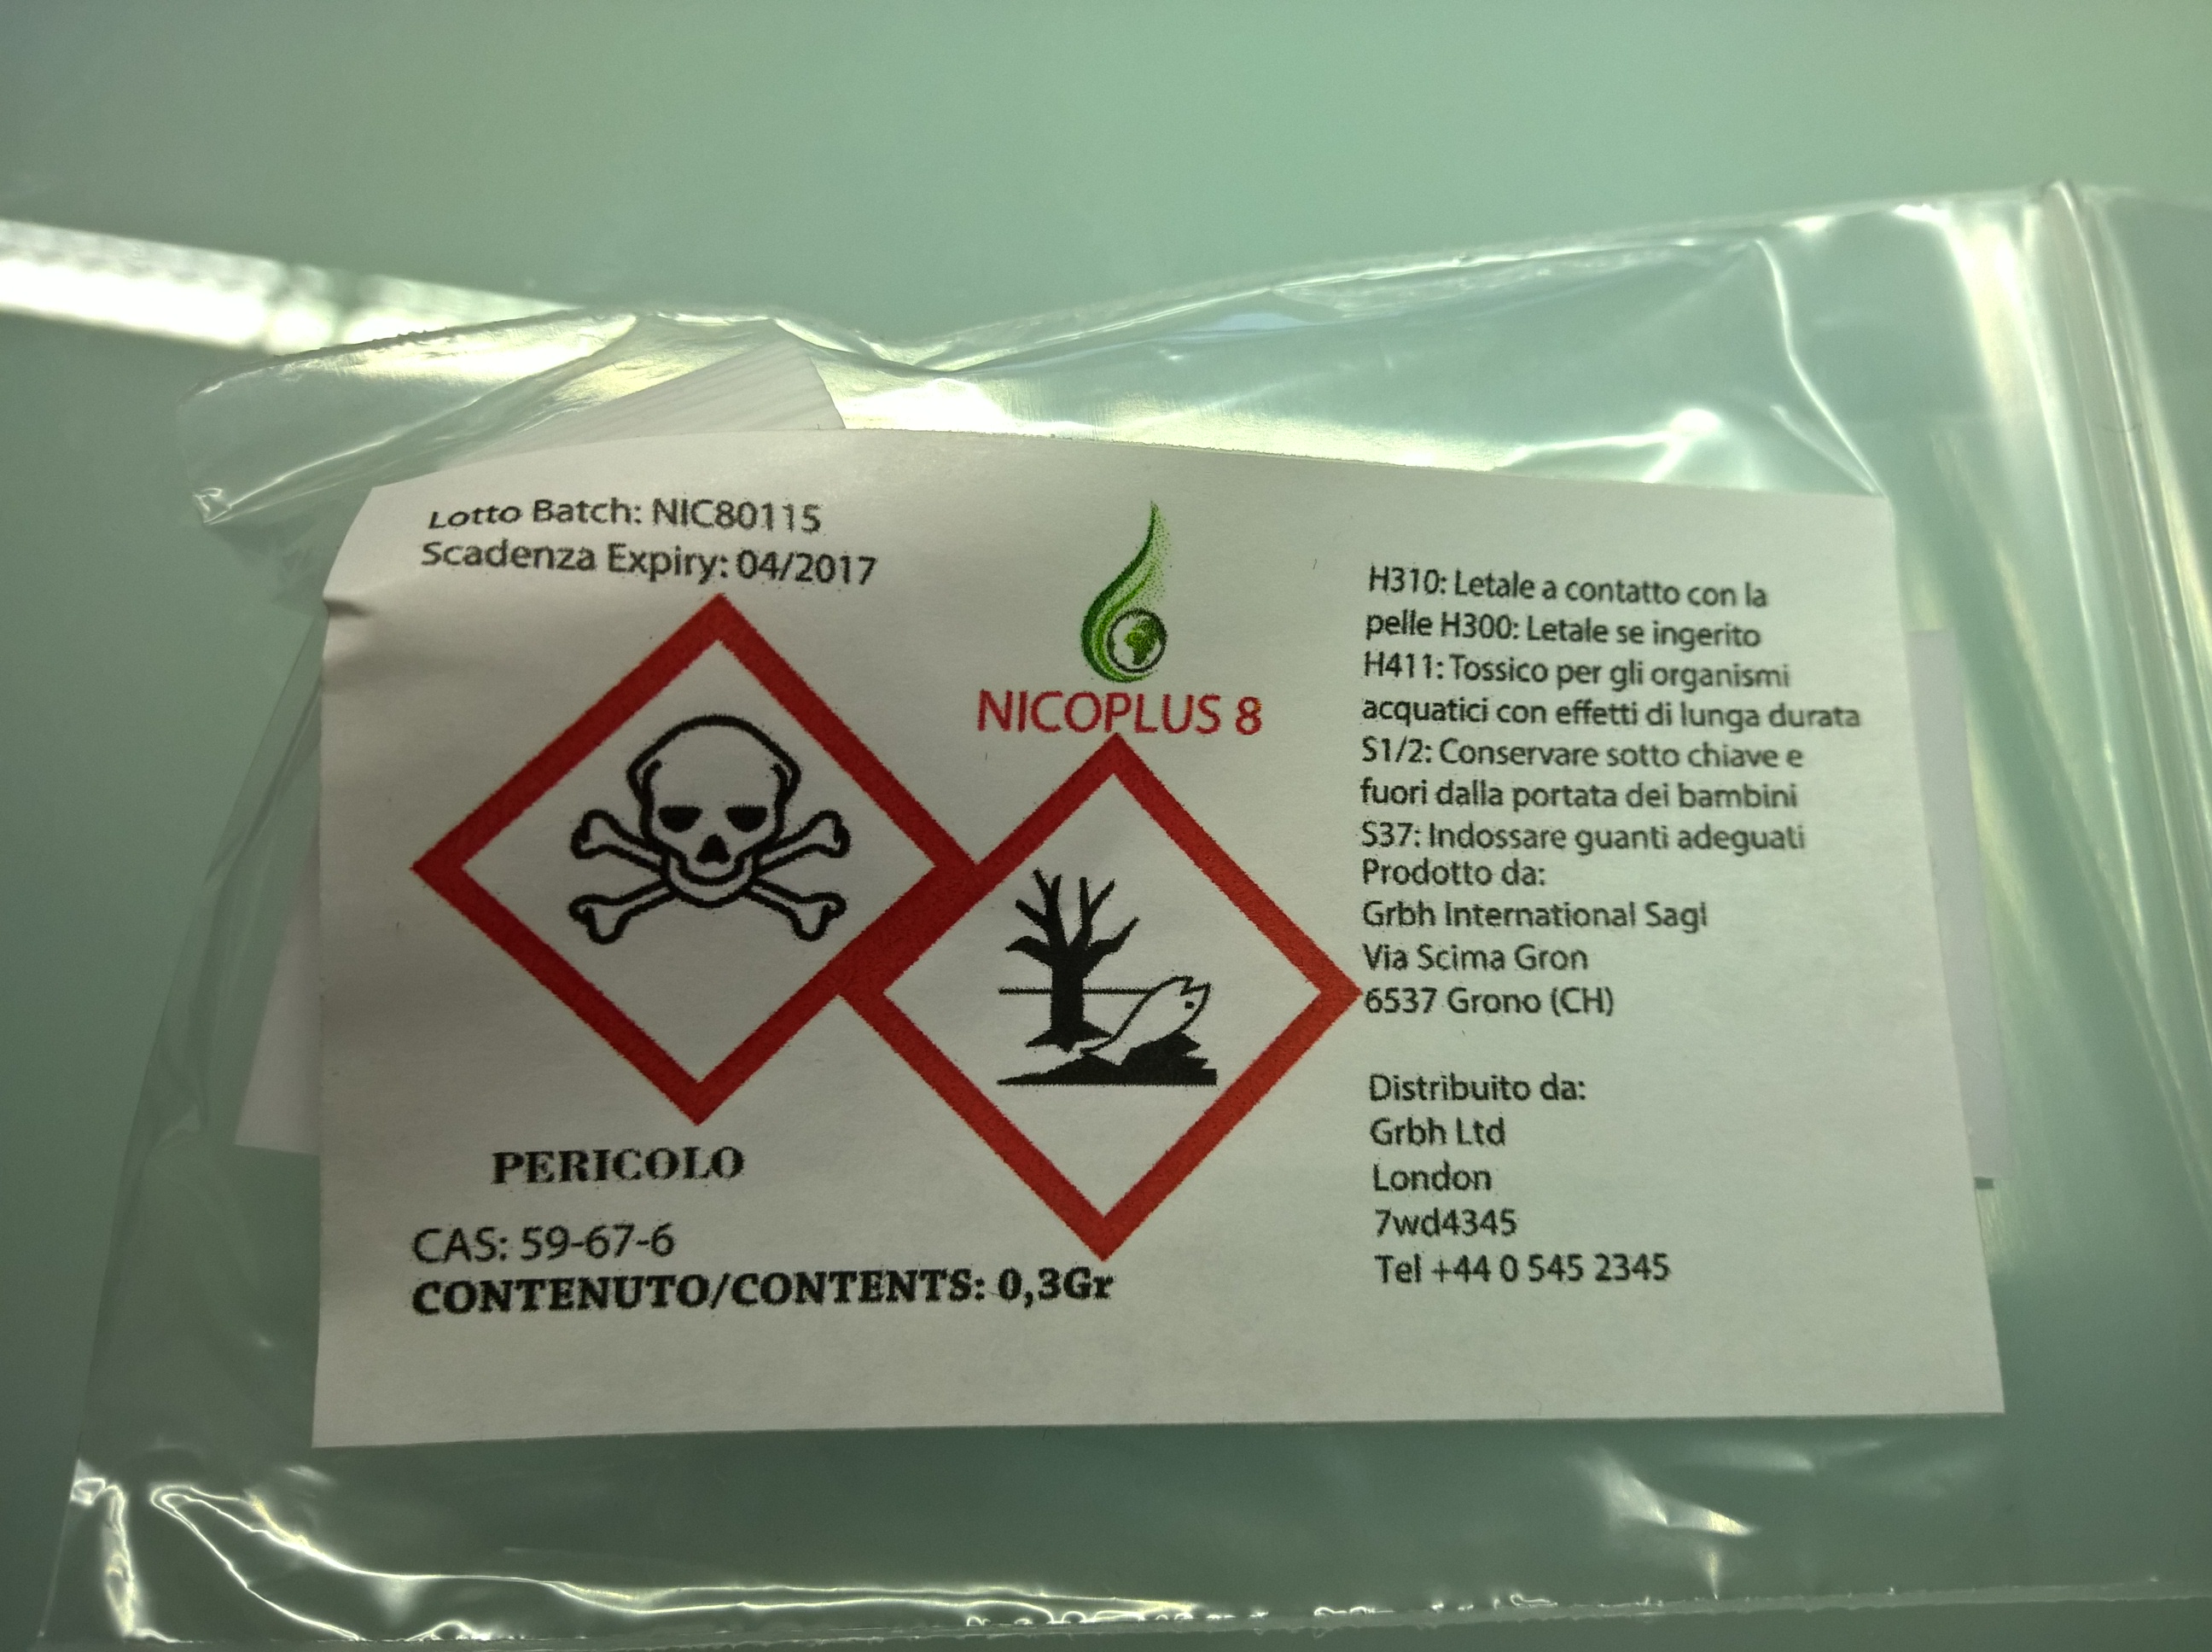 Lotto Batch: NIC80115
Scadenza Expiry: 04/2017
NICOPLUS 8
PERICOLO
CAS: 59-67-6
CONTENUTO/CONTENTS: 0,3Gr
H310: Letale a contatto con la
pelle H300: Letale se ingerito
H411: Tossico per gli organismi
acquatici con effetti di lunga durata
S1/2: Conservare sotto chiave e
fuori dalla portata dei bambini
S37: Indossare guanti adeguati
Prodotto da:
Grbh International Sagl
Via Scima Gron
6537 Grono (CH)
Distribuito da:
Grbh Ltd
London
7wd4345
Tel +44 0 545 2345